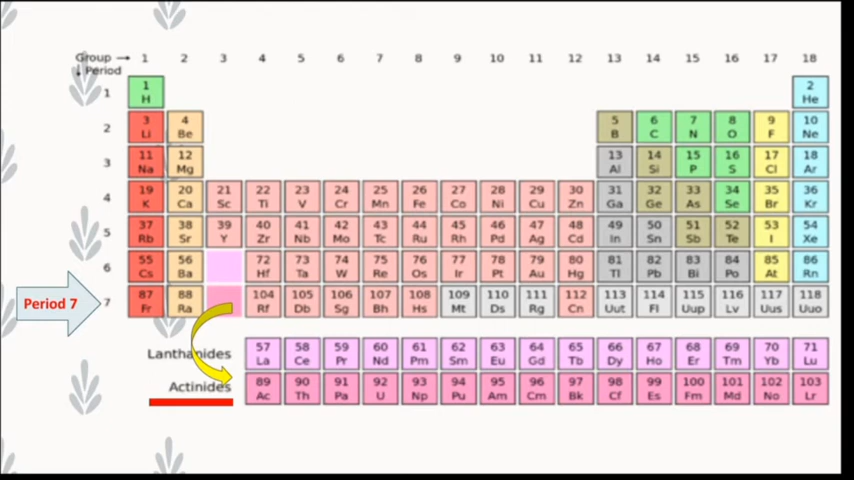 Group → 1 2 3 4 5 6 7 8 9 10 11 12 13 14 15 16 17 18
↓ Period
1 1 2
H He
2 3 4 5 6 7 8 9 10
Li Be B C N O F Ne
3 11 12 13 14 15 16 17 18
Na Mg Al Si P S Cl Ar
4 19 20 21 22 23 24 25 26 27 28 29 30 31 32 33 34 35 36
K Ca Sc Ti V Cr Mn Fe Co Ni Cu Zn Ga Ge As Se Br Kr
5 37 38 39 40 41 42 43 44 45 46 47 48 49 50 51 52 53 54
Rb Sr Y Zr Nb Mo Tc Ru Rh Pd Ag Cd In Sn Sb Te I Xe
6 55 56 72 73 74 75 76 77 78 79 80 81 82 83 84 85 86
Cs Ba Hf Ta W Re Os Ir Pt Au Hg Tl Pb Bi Po At Rn
Period 7
7 87 88 104 105 106 107 108 109 110 111 112 113 114 115 116 117 118
Fr Ra Rf Db Sg Bh Hs Mt Ds Rg Cn Uut Fl Uup Lv Uus Uuo
Lanthanides
57 58 59 60 61 62 63 64 65 66 67 68 69 70 71
La Ce Pr Nd Pm Sm Eu Gd Tb Dy Ho Er Tm Yb Lu
Actinides
89 90 91 92 93 94 95 96 97 98 99 100 101 102 103
Ac Th Pa U Np Pu Am Cm Bk Cf Es Fm Md No Lr